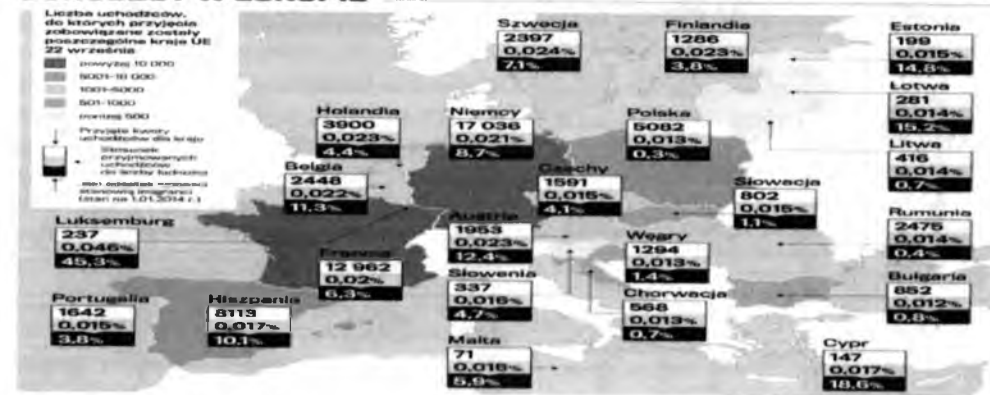 Liczba uchodźców,
do których przyjęcia
zobowiązane zostały
poszczególne kraje UE
22 września
powyżej 10 000
5001-10 000
1001-5000
501-1000
poniżej 500
Przyjęte kwoty
uchodźców dla kraju
Stosunek
przyjmowanych
uchodźców
do liczby ludności
stanowią imigranci
(stan na 1.01.2014 r.)
Szwecja
2397
0,024%
7,1%
Finlandia
1286
0,023%
3,8%
Estonia
199
0,015%
14,8%
Łotwa
281
0,014%
15,2%
Litwa
416
0,014%
0,7%
Holandia
3900
0,023%
4,4%
Niemcy
17 036
0,021%
8,7%
Polska
5082
0,013%
0,3%
Belgia
2448
0,022%
11,3%
Czechy
1591
0,015%
4,1%
Słowacja
802
0,015%
1,1%
Luksemburg
237
0,046%
45,3%
Austria
1953
0,023%
12,4%
Węgry
1294
0,013%
1,4%
Rumunia
2475
0,014%
0,4%
Francja
12 962
0,02%
6,3%
Słowenia
337
0,016%
4,7%
Chorwacja
568
0,013%
0,7%
Bułgaria
852
0,012%
0,8%
Portugalia
1642
0,015%
3,8%
Hiszpania
8113
0,017%
10,1%
Malta
71
0,016%
5,9%
Cypr
147
0,017%
18,6%